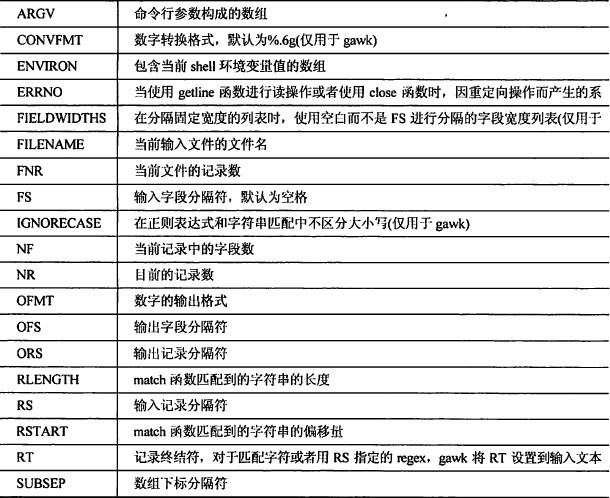 ARGV 命令行参数构成的数组
CONVFMT 数字转换格式，默认为%.6g(仅用于 gawk)
ENVIRON 包含当前 shell 环境变量值的数组
ERRNO 当使用 getline 函数进行读操作或者使用 close 函数时，因重定向操作而产生的系
FIELDWIDTHS 在分隔固定宽度的列表时，使用空白而不是 FS 进行分隔的字段宽度列表(仅用于
FILENAME 当前输入文件的文件名
FNR 当前文件的记录数
FS 输入字段分隔符，默认为空格
IGNORECASE 在正则表达式和字符串匹配中不区分大小写(仅用于 gawk)
NF 当前记录中的字段数
NR 目前的记录数
OFMT 数字的输出格式
OFS 输出字段分隔符
ORS 输出记录分隔符
RLENGTH match 函数匹配到的字符串的长度
RS 输入记录分隔符
RSTART match 函数匹配到的字符串的偏移量
RT 记录终结符，对于匹配字符或者用 RS 指定的 regex，gawk 将 RT 设置到输入文本
SUBSEP 数组下标分隔符